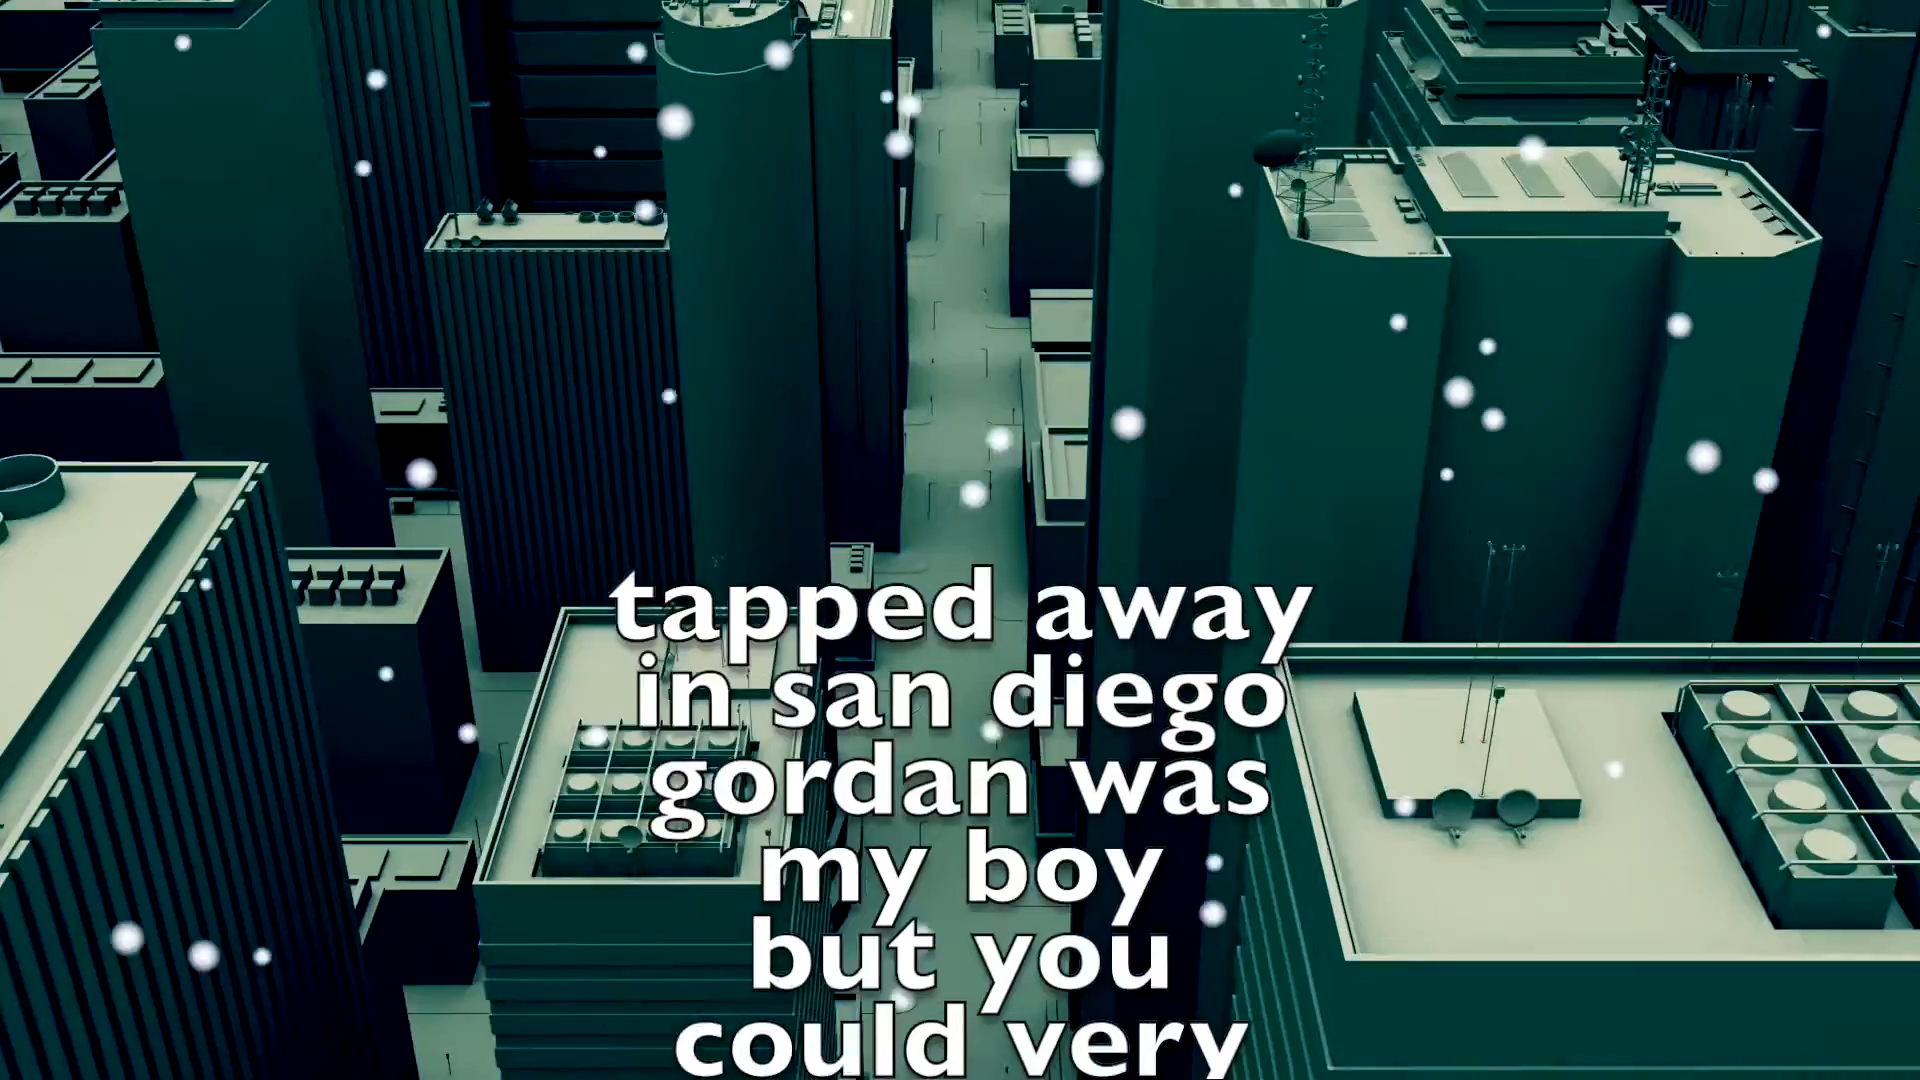 tapped away
in san diego
gordan was
my boy
but you
could very